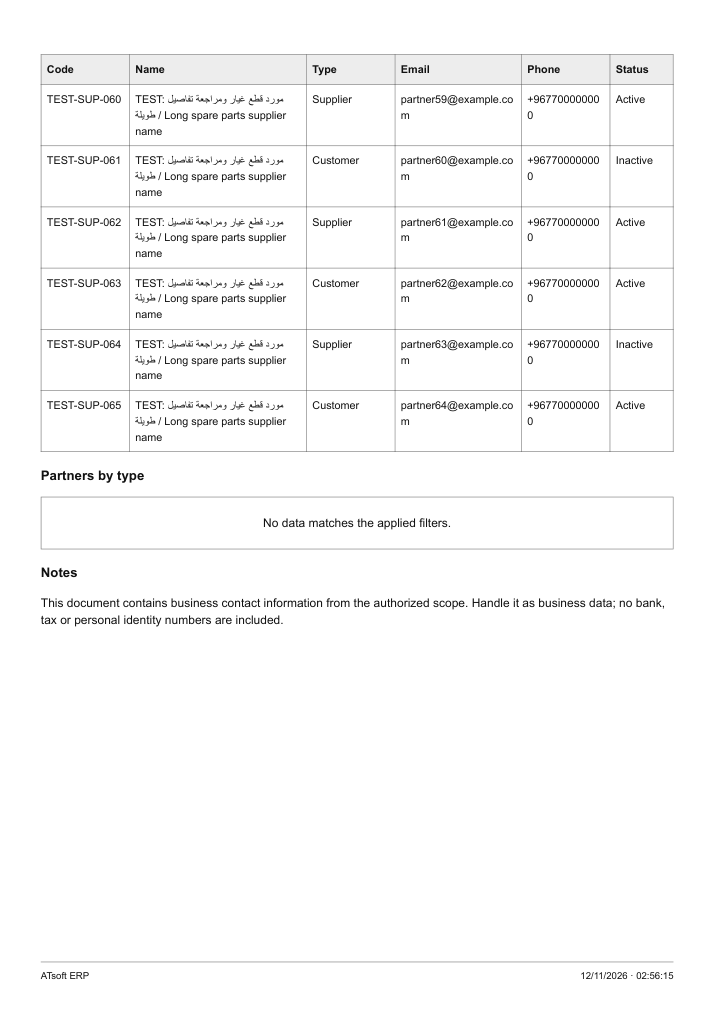 Code Name Type Email Phone Status
TEST-SUP-060 TEST: مورد قطع غيار ومراجعة تفاصيل Supplier partner59@example.co +96770000000 Active
طويلة / Long spare parts supplier m 0
name
TEST-SUP-061 TEST: مورد قطع غيار ومراجعة تفاصيل Customer partner60@example.co +96770000000 Inactive
طويلة / Long spare parts supplier m 0
name
TEST-SUP-062 TEST: مورد قطع غيار ومراجعة تفاصيل Supplier partner61@example.co +96770000000 Active
طويلة / Long spare parts supplier m 0
name
TEST-SUP-063 TEST: مورد قطع غيار ومراجعة تفاصيل Customer partner62@example.co +96770000000 Active
طويلة / Long spare parts supplier m 0
name
TEST-SUP-064 TEST: مورد قطع غيار ومراجعة تفاصيل Supplier partner63@example.co +96770000000 Inactive
طويلة / Long spare parts supplier m 0
name
TEST-SUP-065 TEST: مورد قطع غيار ومراجعة تفاصيل Customer partner64@example.co +96770000000 Active
طويلة / Long spare parts supplier m 0
name
Partners by type
No data matches the applied filters.
Notes
This document contains business contact information from the authorized scope. Handle it as business data; no bank,
tax or personal identity numbers are included.
ATsoft ERP 12/11/2026 · 02:56:15